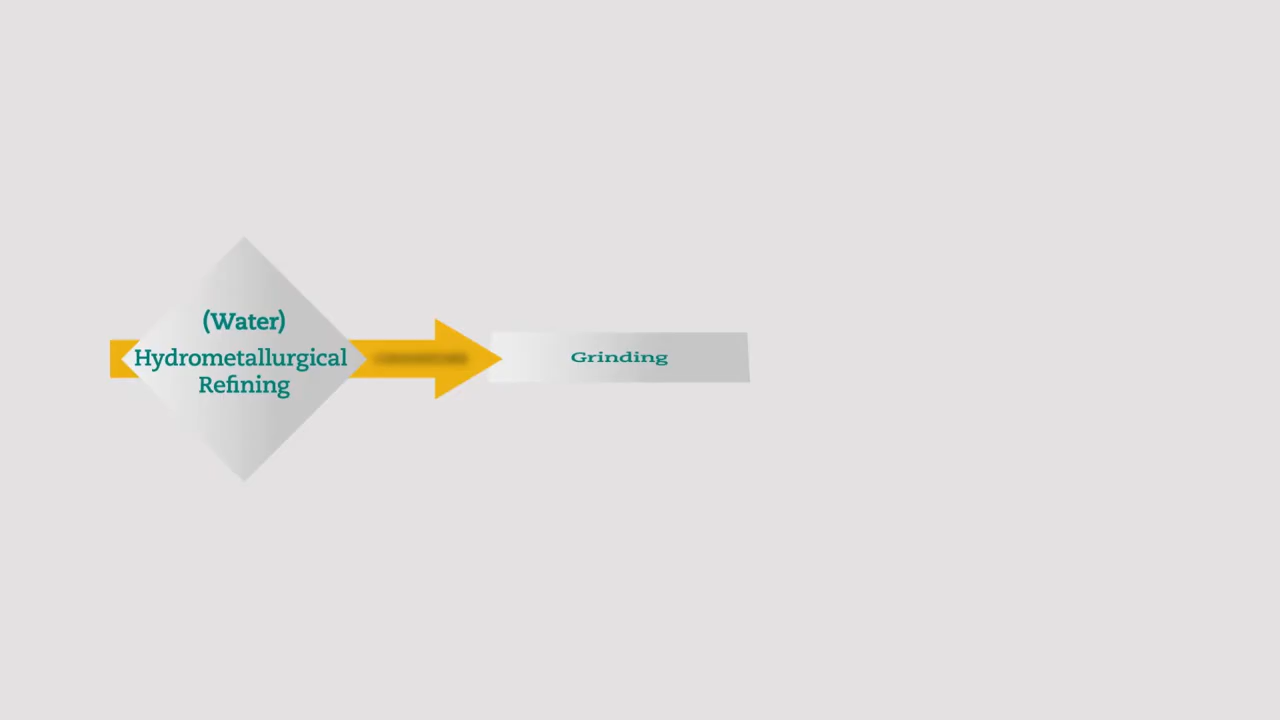 (Water)
Hydrometallurgical
Refining
Grinding